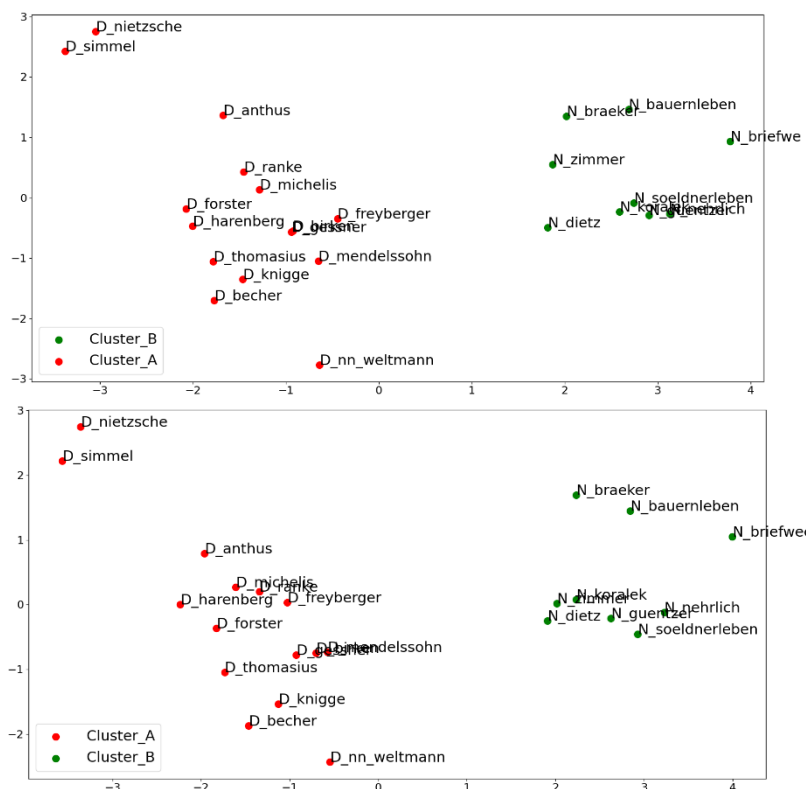 3
D_nietzsche
D_simmel
2
N_bauernleben
D_anthus
N_braeker
N_briefwe
1
N_zimmer
D_ranke
D_michelis
0
N_soeldnerleben
D_forster
N_koralek
D_freyberger
D_harenberg
N_dietz
−1
D_thomasius
D_mendelssohn
D_knigge
D_becher
−2
Cluster_B
D_nn_weltmann
Cluster_A
−3
−3 −2 −1 0 1 2 3 4
3
D_nietzsche
D_simmel
2
N_braeker
N_bauernleben
N_briefwe
1
D_anthus
D_michelis
N_koralek
D_ranke
N_zimmer
D_harenberg
D_freyberger
0
N_nehrlich
N_guentzel
N_dietz
D_forster
N_soeldnerleben
D_mendelssohn
−1
D_thomasius
D_knigge
D_becher
−2
Cluster_A
D_nn_weltmann
Cluster_B
−3 −2 −1 0 1 2 3 4